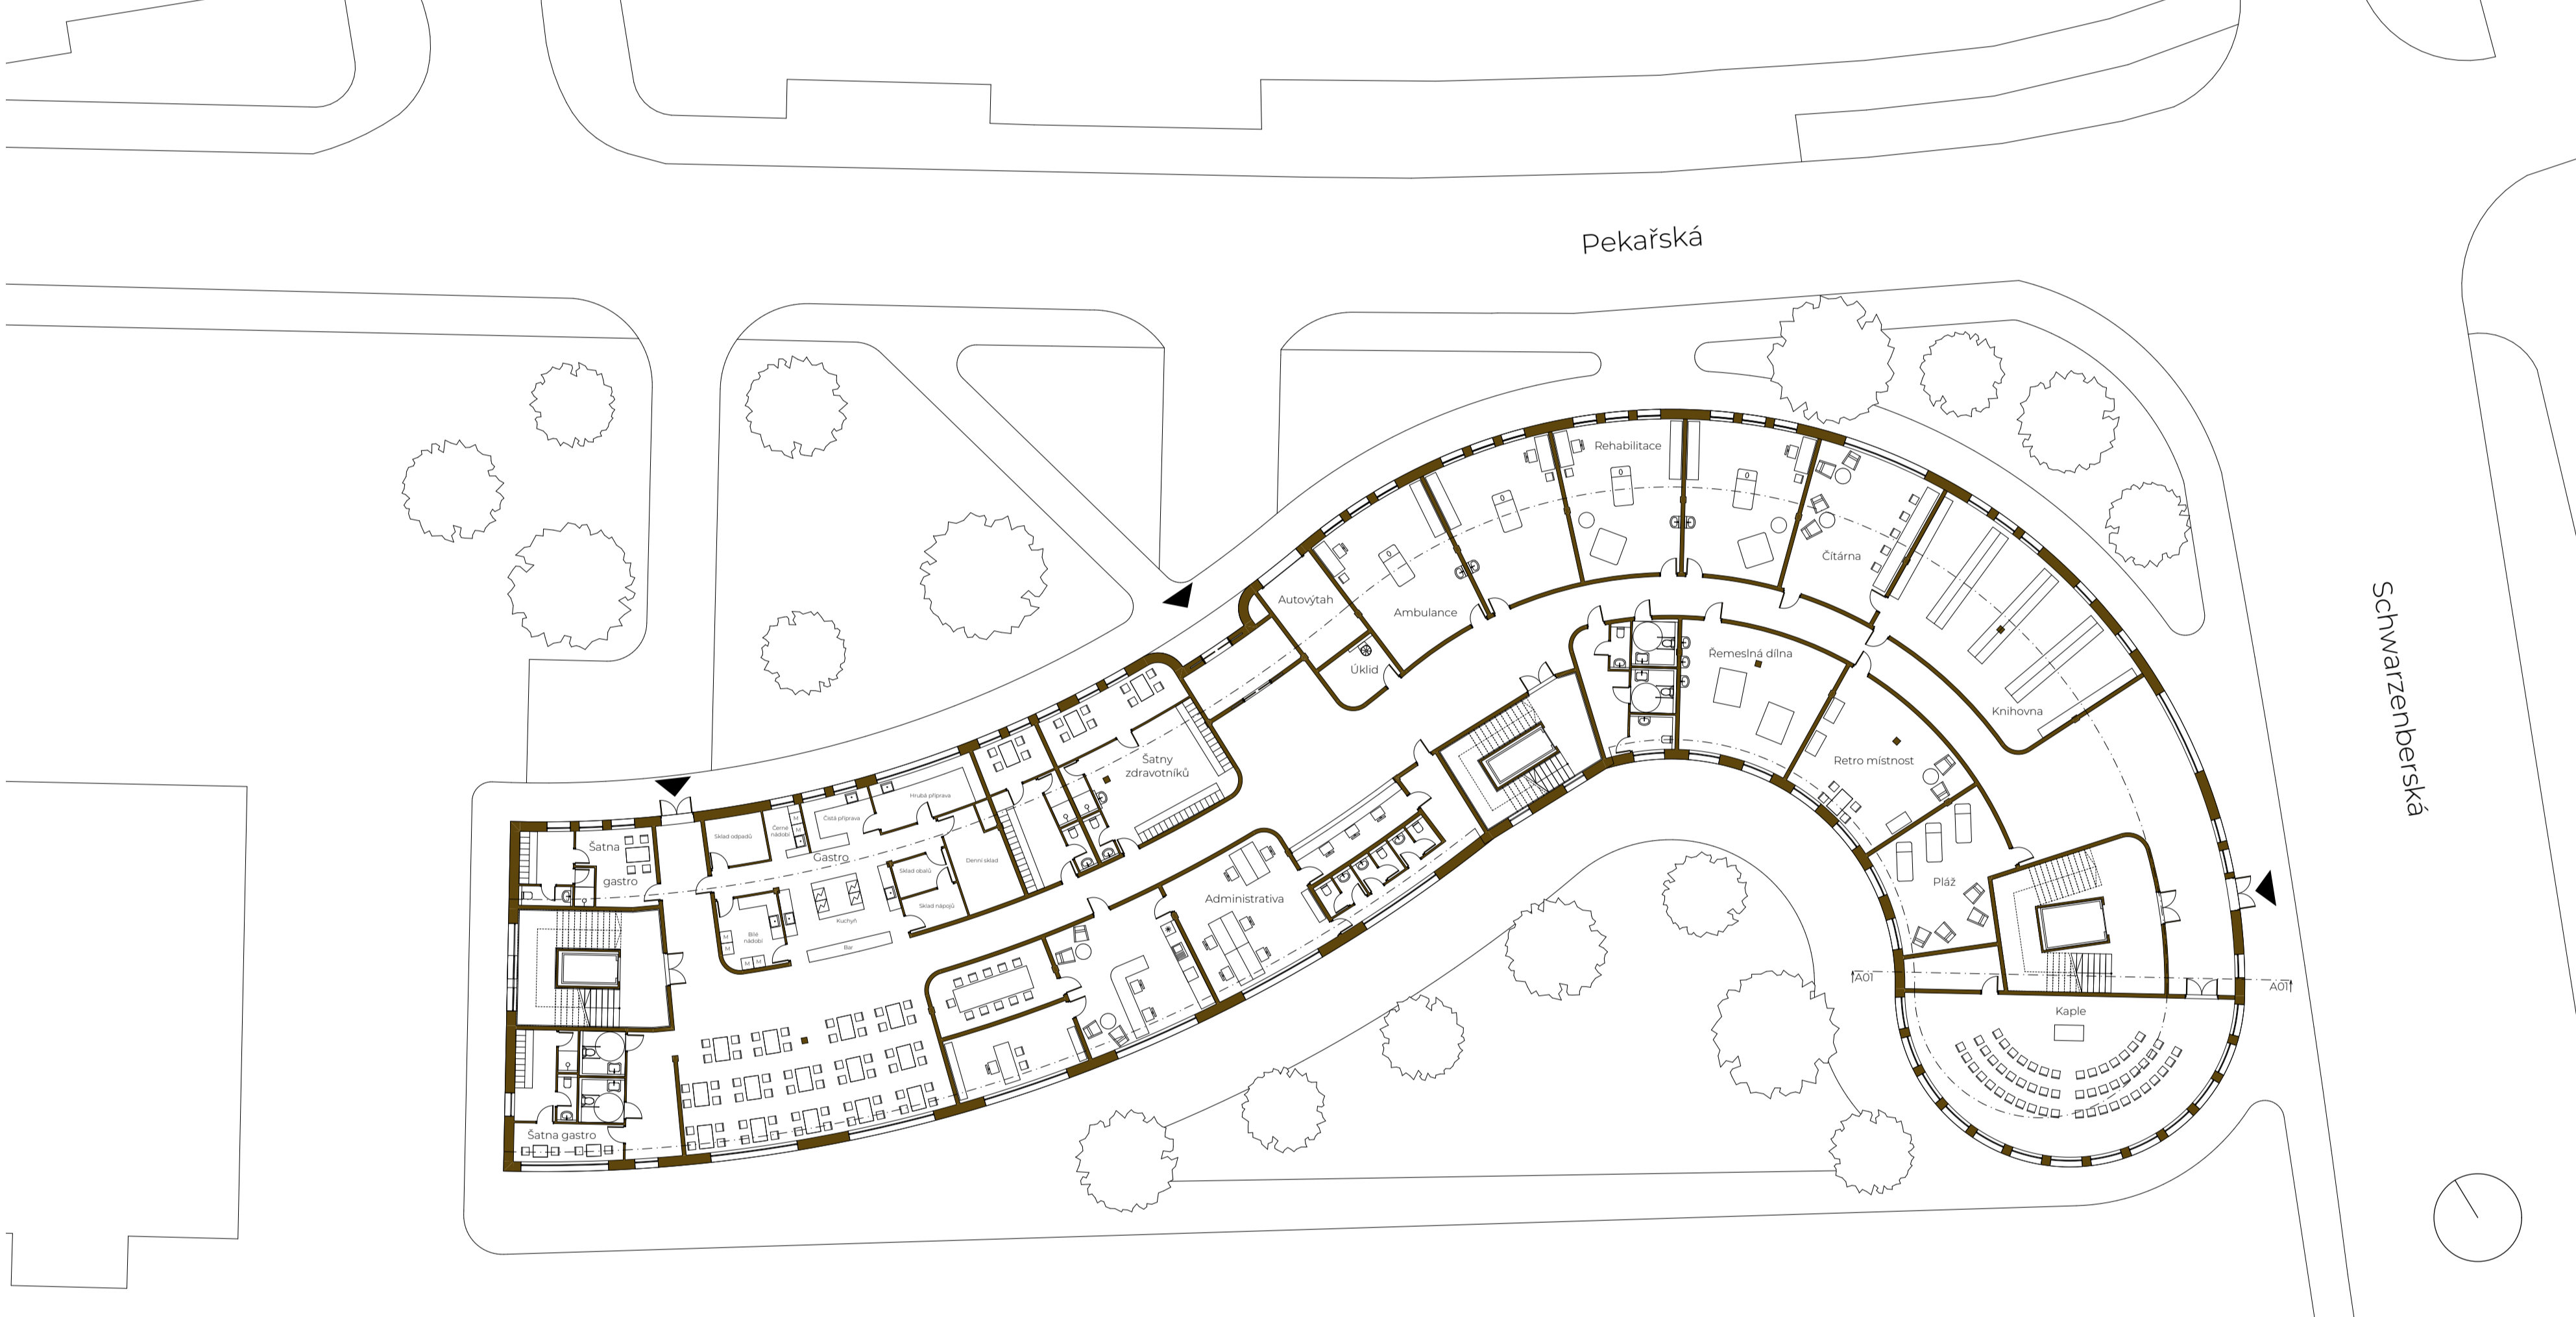 Pekařská
Schwarzenberská
Rehabilitace
Čítárna
Autovýtah
Ambulance
Úklid
Řemeslná dílna
Knihovna
Retro místnost
Pláž
Šatny
zdravotníků
Hrubá příprava
Čistá příprava
Černé
nádobí
M
M
M
Sklad odpadů
Gastro
Denní sklad
Sklad obalů
Sklad nápojů
Kuchyň
Bar
Bílé
nádobí
M
M
M
M
Šatna
gastro
Administrativa
A01
A01
Kaple
Šatna gastro